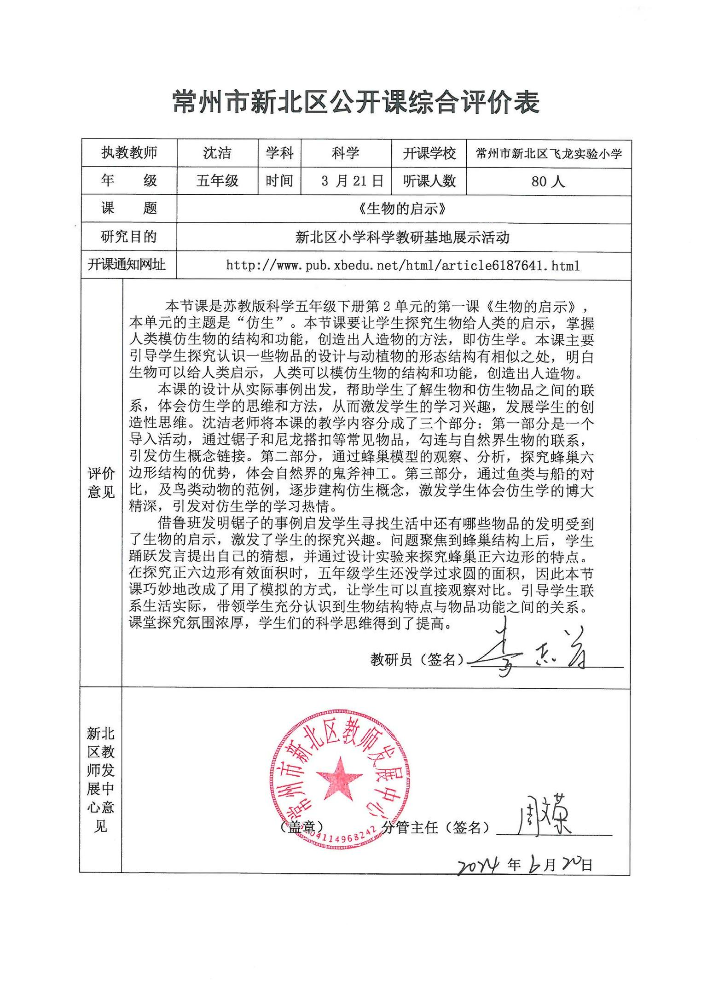 常州市新北区公开课综合评价表
执教教师 沈洁 学科 科学 开课学校 常州市新北区飞龙实验小学
年 级 五年级 时间 3 月 21 日 听课人数 80 人
课 题 《生物的启示》
研究目的 新北区小学科学教研基地展示活动
开课通知网址 http://www.pub.xbedu.net/html/article6187641.html
评价
意见
本节课是苏教版科学五年级下册第 2 单元的第一课《生物的启示》,
本单元的主题是“仿生”。本节课要让学生探究生物给人类的启示，掌握
人类模仿生物的结构和功能，创造出人造物的方法，即仿生学。本课主要
引导学生探究认识一些物品的设计与动植物的形态结构有相似之处，明白
生物可以给人类启示，人类可以模仿生物的结构和功能，创造出人造物。
本课的设计从实际事例出发，帮助学生了解生物和仿生物品之间的联
系，体会仿生学的思维和方法，从而激发学生的学习兴趣，发展学生的创
造性思维。沈洁老师将本课的教学内容分成了三个部分：第一部分是一个
导入活动，通过锯子和尼龙搭扣等常见物品，勾连与自然界生物的联系，
引发仿生概念链接。第二部分，通过蜂巢模型的观察、分析，探究蜂巢六
边形结构的优势，体会自然界的鬼斧神工。第三部分，通过鱼类与船的对
比，及鸟类动物的范例，逐步建构仿生概念，激发学生体会仿生学的博大
精深，引发对仿生学的学习热情。
借鲁班发明锯子的事例启发学生寻找生活中还有哪些物品的发明受到
了生物的启示，激发了学生的探究兴趣。问题聚焦到蜂巢结构上后，学生
踊跃发言提出自己的猜想，并通过设计实验来探究蜂巢正六边形的特点。
在探究正六边形有效面积时，五年级学生还没学过求圆的面积，因此本节
课巧妙地改成了用了模拟的方式，让学生可以直接观察对比。引导学生联
系生活实际，带领学生充分认识到生物结构特点与物品功能之间的关系。
课堂探究氛围浓厚，学生们的科学思维得到了提高。
教研员（签名）
新北
区教
师发
展中
心意
见
常州市新北区教师发展中心
（盖章） 分管主任（签名）周文荣
3204114968242
2024 年 6 月 20 日